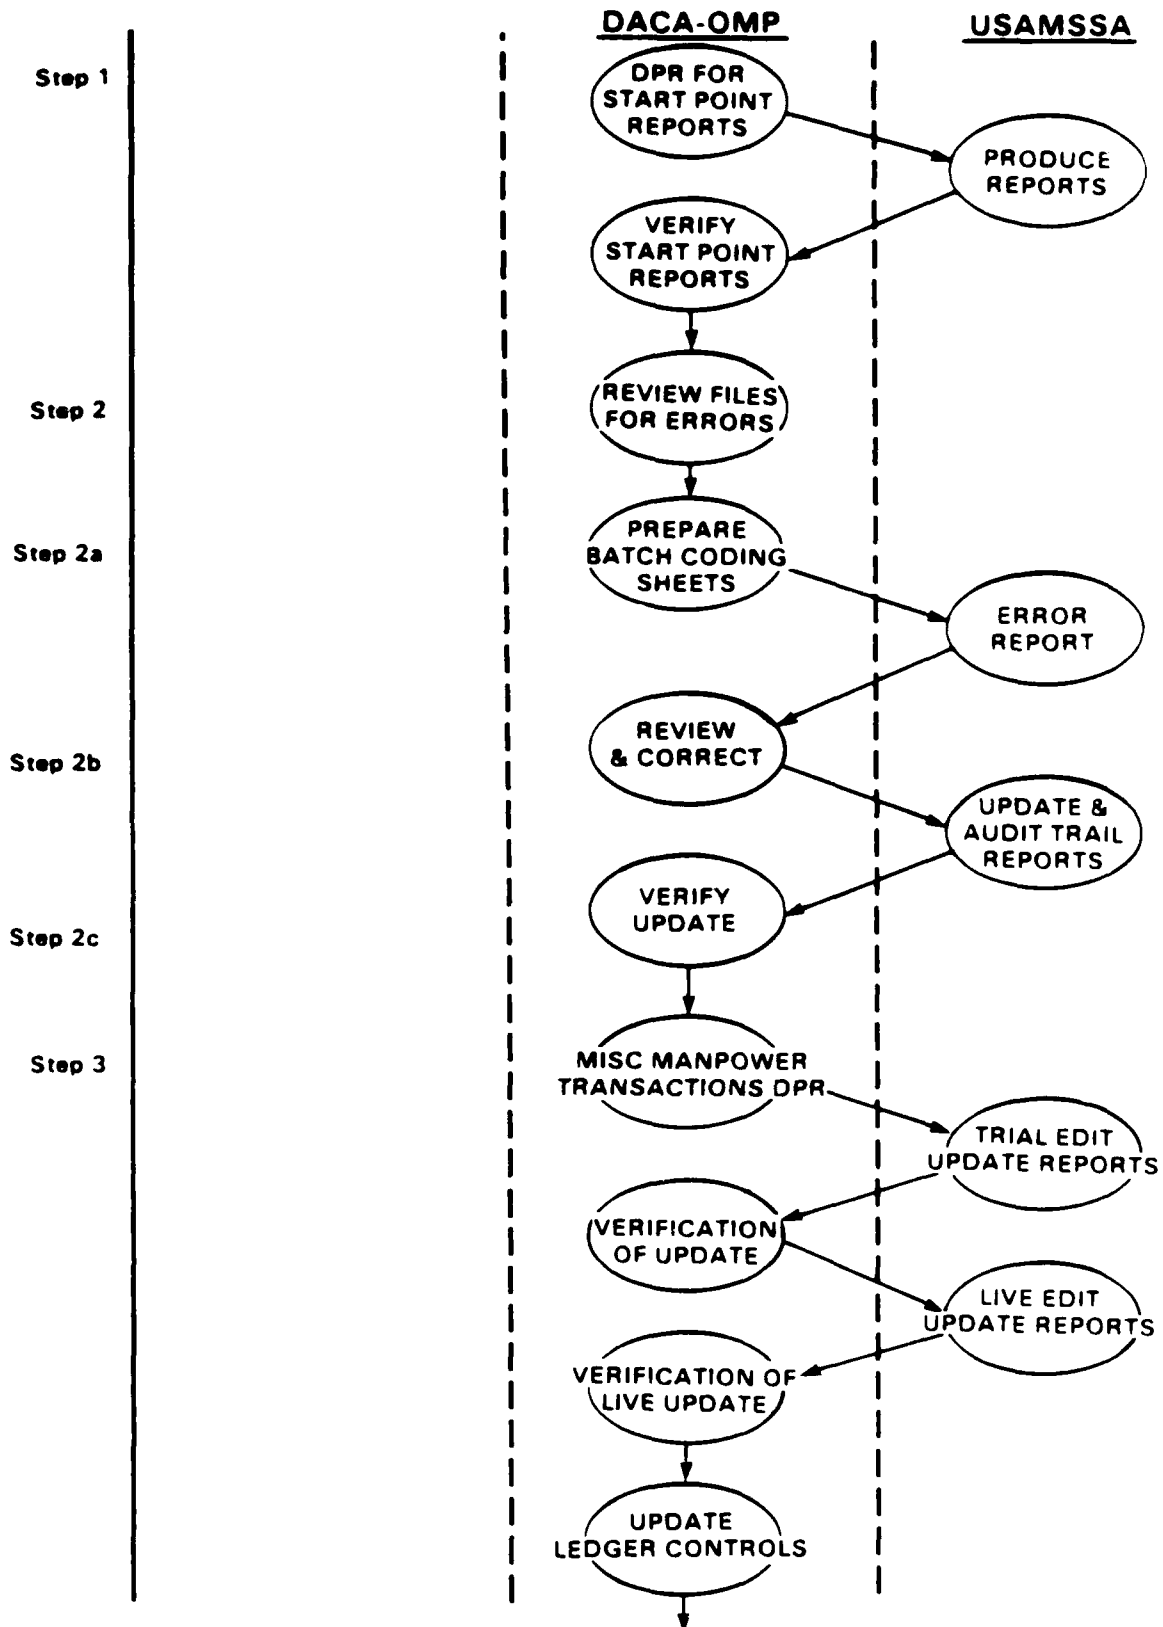 DACA-OMP
USAMSSA
Step 1
DPR FOR
START POINT
REPORTS
PRODUCE
REPORTS
VERIFY
START POINT
REPORTS
Step 2
REVIEW FILES
FOR ERRORS
Step 2a
PREPARE
BATCH CODING
SHEETS
ERROR
REPORT
REVIEW
& CORRECT
Step 2b
UPDATE &
AUDIT TRAIL
REPORTS
VERIFY
UPDATE
Step 2c
Step 3
MISC MANPOWER
TRANSACTIONS DPR
TRIAL EDIT
UPDATE REPORTS
VERIFICATION
OF UPDATE
LIVE EDIT
UPDATE REPORTS
VERIFICATION OF
LIVE UPDATE
UPDATE
LEDGER CONTROLS